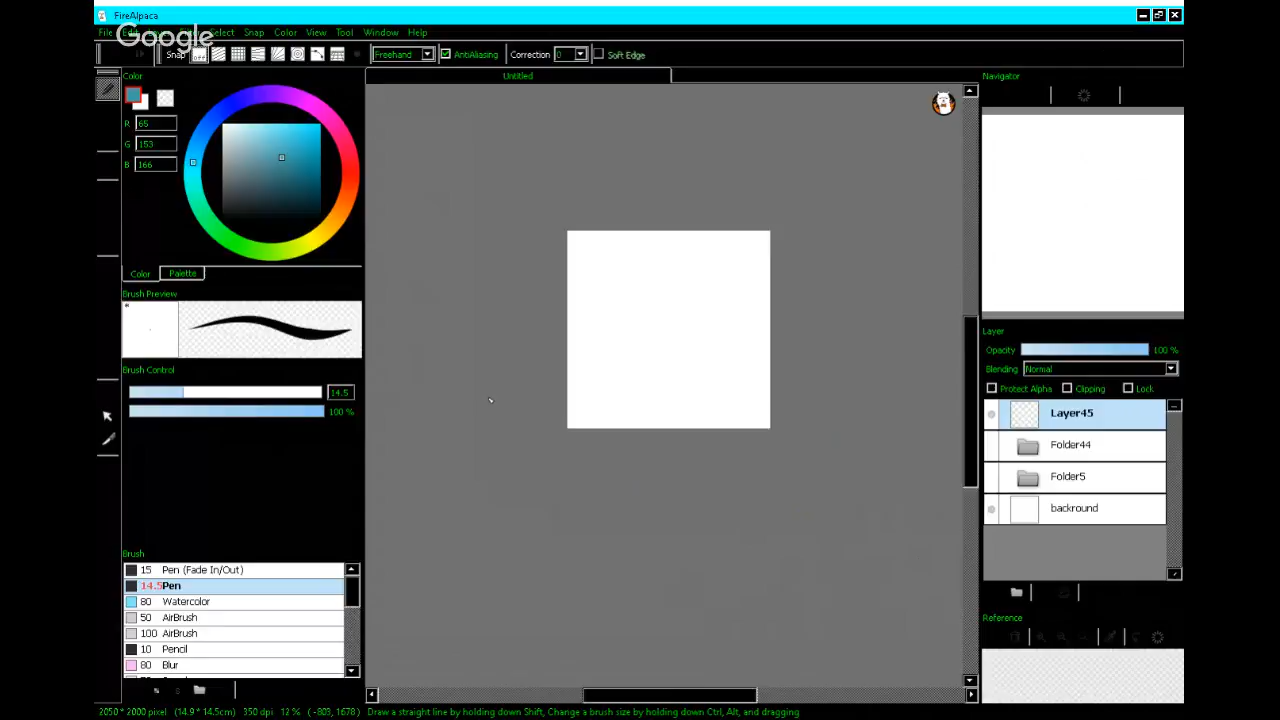 FireAlpaca
Google
File Edit Select Snap Color View Tool Window Help
Snap OFF Freehand AntiAliasing Correction 0 Soft Edge
Color
Untitled
Navigator
R 65
G 153
B 166
Color Palette
Brush Preview
Brush Control
14.5
100 %
Layer
Opacity 100 %
Blending Normal
Protect Alpha Clipping Lock
Layer45
Folder44
Folder5
backround
Brush
15 Pen (Fade In/Out)
14.5 Pen
80 Watercolor
50 AirBrush
100 AirBrush
10 Pencil
80 Blur
Reference
2050 * 2000 pixel (14.9 * 14.5cm) 350 dpi 12 % (-803, 1678) Draw a straight line by holding down Shift, Change a brush size by holding down Ctrl, Alt, and dragging